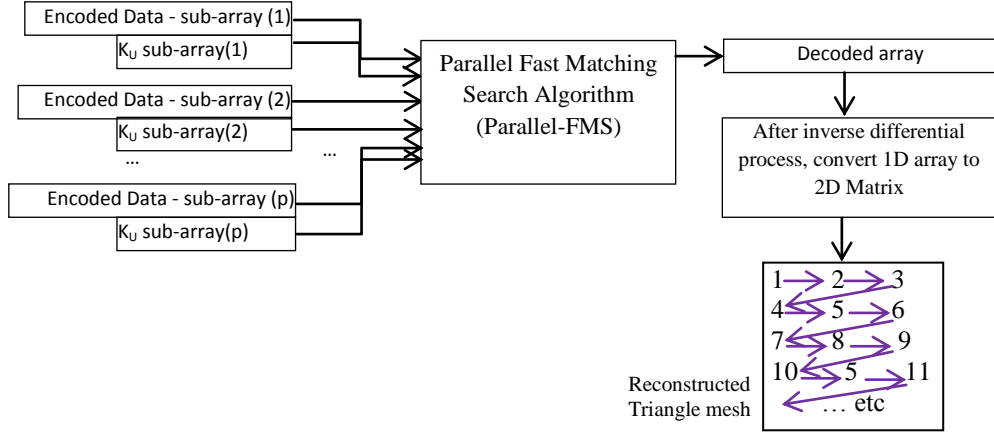 Encoded Data - sub-array (1)
K_U sub-array(1)
Encoded Data - sub-array (2)
K_U sub-array(2)
...
...
Encoded Data - sub-array (p)
K_U sub-array(p)
Parallel Fast Matching
Search Algorithm
(Parallel-FMS)
Decoded array
After inverse differential
process, convert 1D array to
2D Matrix
1 2 3
4 5 6
7 8 9
10 5 11
... etc
Reconstructed
Triangle mesh